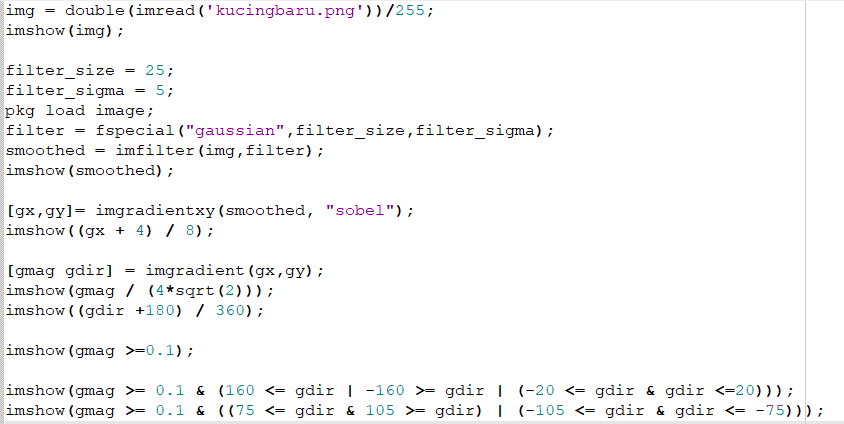 img = double(imread('kucingbaru.png'))/255;
imshow(img);
filter_size = 25;
filter_sigma = 5;
pkg load image;
filter = fspecial("gaussian",filter_size,filter_sigma);
smoothed = imfilter(img,filter);
imshow(smoothed);
[gx,gy]= imgradientxy(smoothed, "sobel");
imshow((gx + 4) / 8);
[gmag gdir] = imgradient(gx,gy);
imshow(gmag / (4*sqrt(2)));
imshow((gdir +180) / 360);
imshow(gmag >=0.1);
imshow(gmag >= 0.1 & (160 <= gdir | -160 >= gdir | (-20 <= gdir & gdir <=20)));
imshow(gmag >= 0.1 & ((75 <= gdir & 105 >= gdir) | (-105 <= gdir & gdir <= -75)));